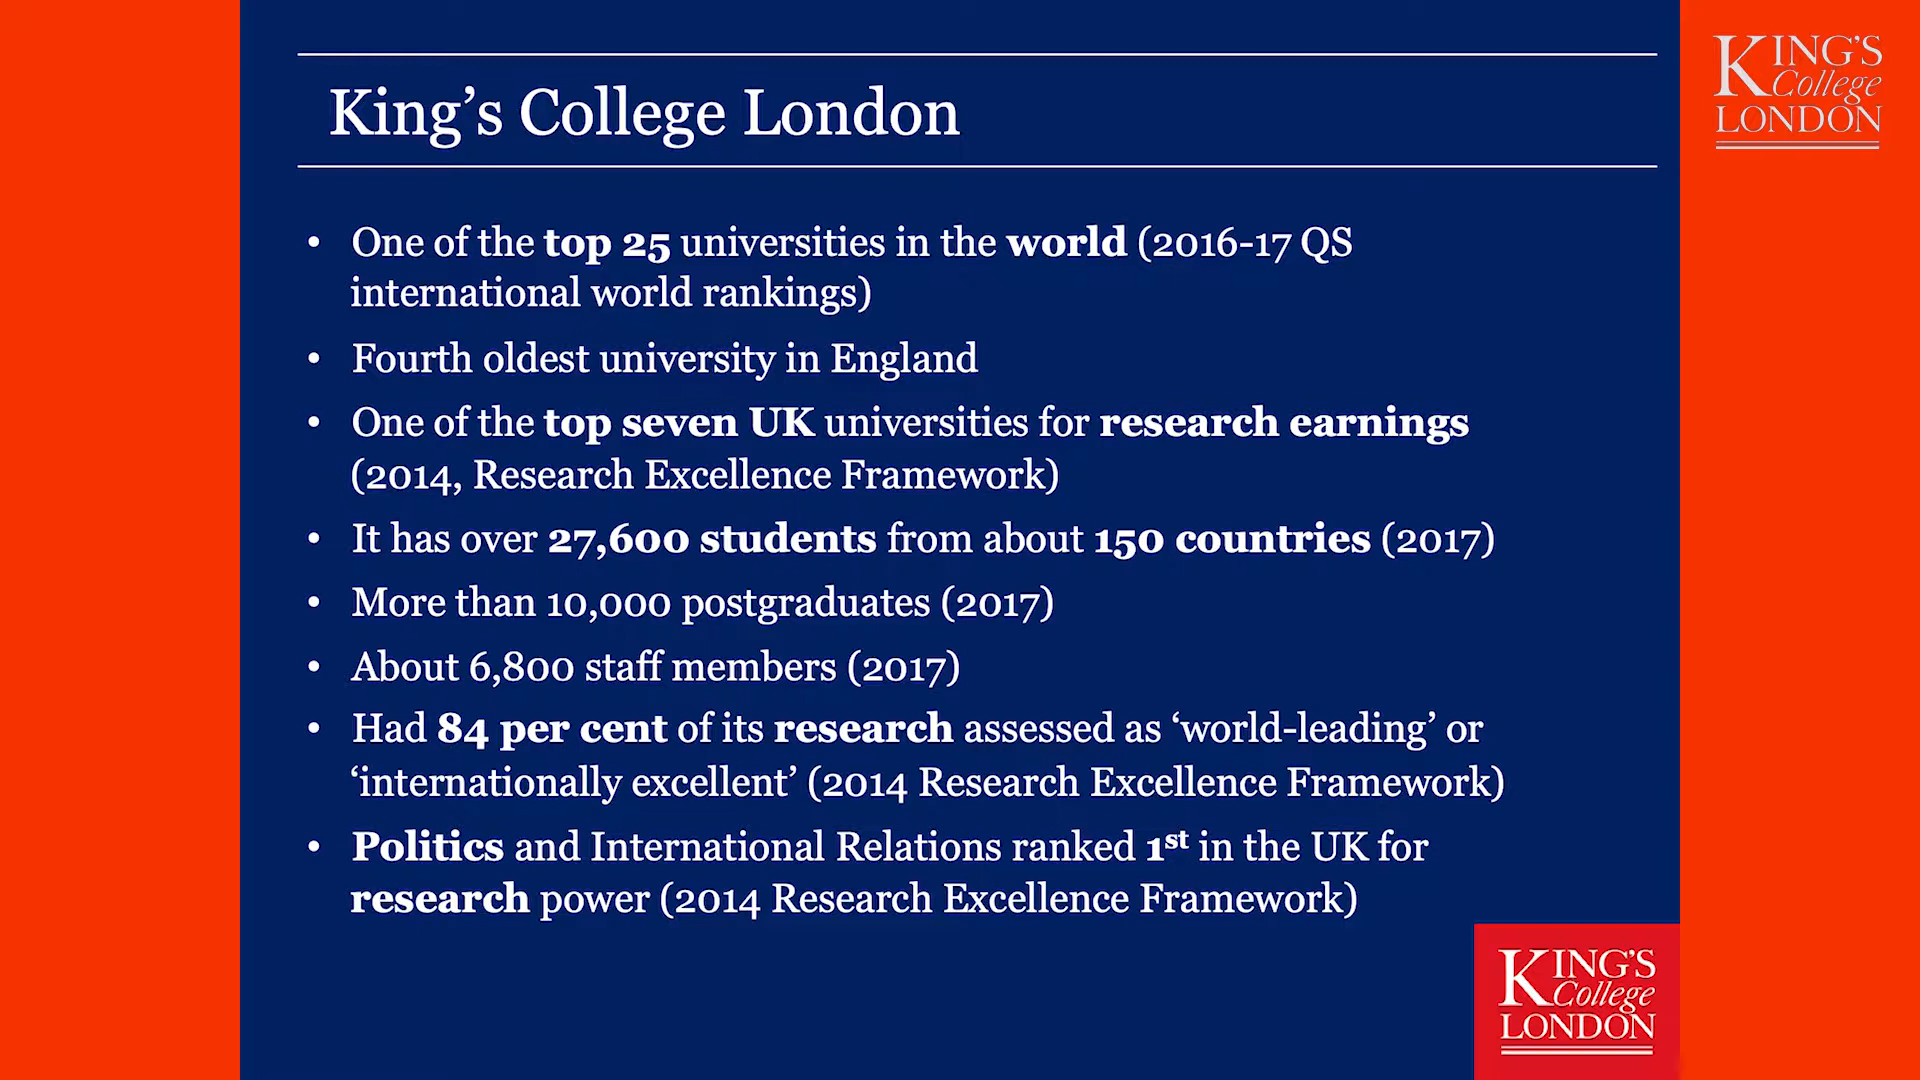 King’s College London
KING’S
College
LONDON
• One of the top 25 universities in the world (2016-17 QS
international world rankings)
• Fourth oldest university in England
• One of the top seven UK universities for research earnings
(2014, Research Excellence Framework)
• It has over 27,600 students from about 150 countries (2017)
• More than 10,000 postgraduates (2017)
• About 6,800 staff members (2017)
• Had 84 per cent of its research assessed as ‘world-leading’ or
‘internationally excellent’ (2014 Research Excellence Framework)
• Politics and International Relations ranked 1st in the UK for
research power (2014 Research Excellence Framework)
KING’S
College
LONDON